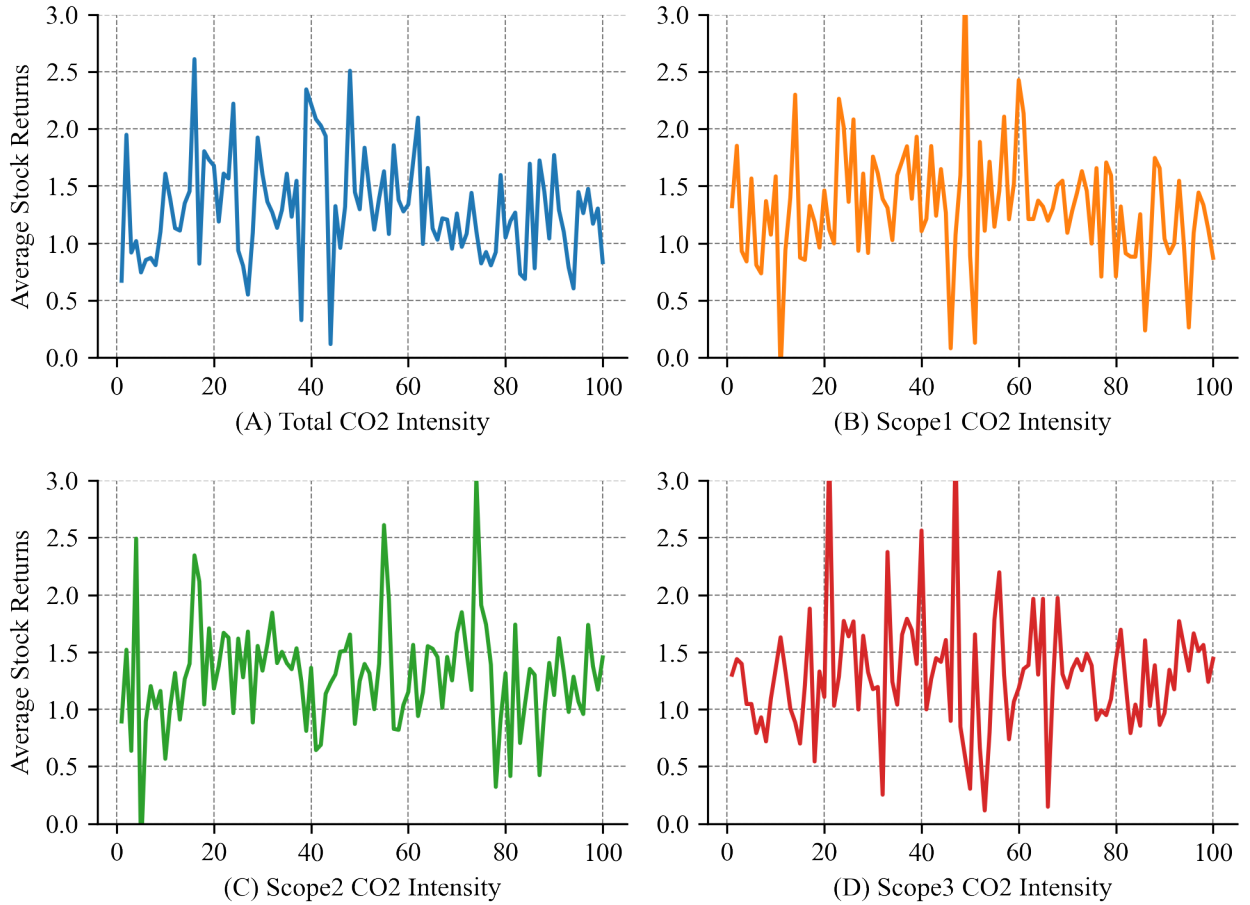 Average Stock Returns
3.0
2.5
2.0
1.5
1.0
0.5
0.0
0 20 40 60 80 100
(A) Total CO2 Intensity
3.0
2.5
2.0
1.5
1.0
0.5
0.0
0 20 40 60 80 100
(B) Scope1 CO2 Intensity
Average Stock Returns
3.0
2.5
2.0
1.5
1.0
0.5
0.0
0 20 40 60 80 100
(C) Scope2 CO2 Intensity
3.0
2.5
2.0
1.5
1.0
0.5
0.0
0 20 40 60 80 100
(D) Scope3 CO2 Intensity